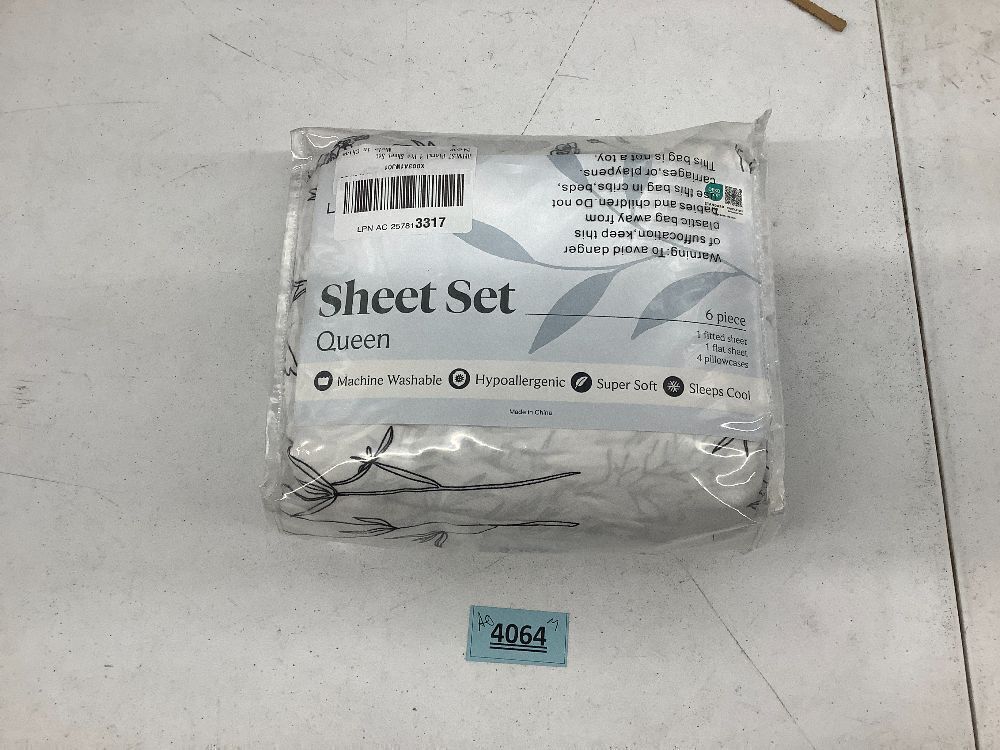 LPN AC 257813317
X003A1MJO1
New
Warning:To avoid danger
of suffocation,keep this
plastic bag away from
babies and children.Do not
use this bag in cribs,beds,
carriages,or playpens.
This bag is not a toy.
Sheet Set
Queen
6 piece
1 fitted sheet
1 flat sheet
4 pillowcases
Machine Washable
Hypoallergenic
Super Soft
Sleeps Cool
Made in China
4064